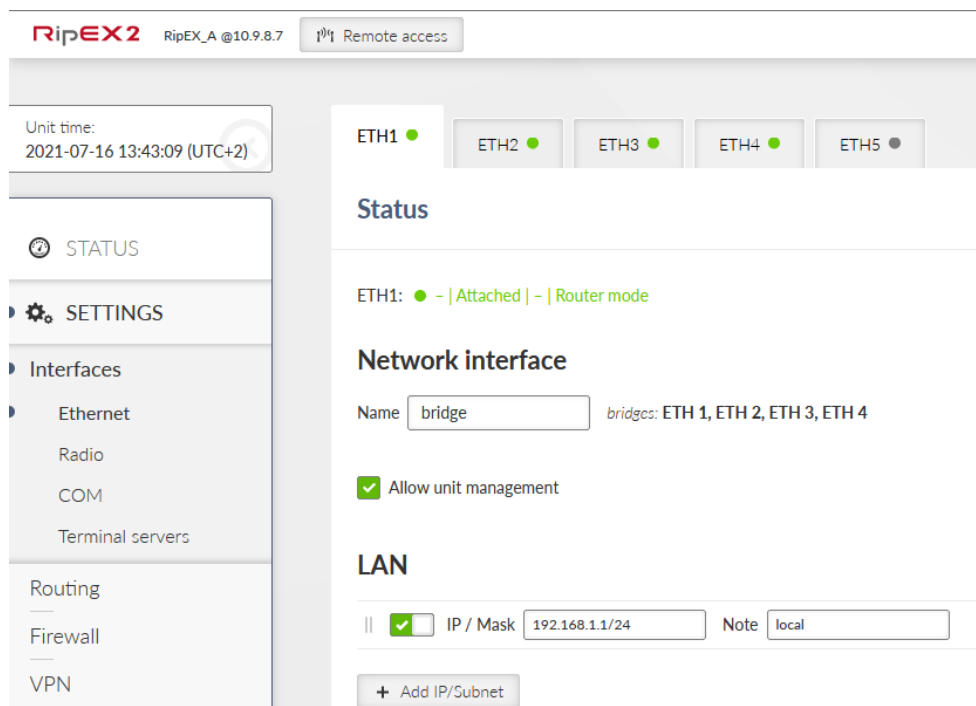 RipEX2 RipEX_A @10.9.8.7 Remote access
Unit time:
2021-07-16 13:43:09 (UTC+2)
STATUS
SETTINGS
Interfaces
Ethernet
Radio
COM
Terminal servers
Routing
Firewall
VPN
ETH1 ETH2 ETH3 ETH4 ETH5
Status
ETH1: – | Attached | – | Router mode
Network interface
Name bridge bridges: ETH 1, ETH 2, ETH 3, ETH 4
Allow unit management
LAN
IP / Mask 192.168.1.1/24 Note local
+ Add IP/Subnet